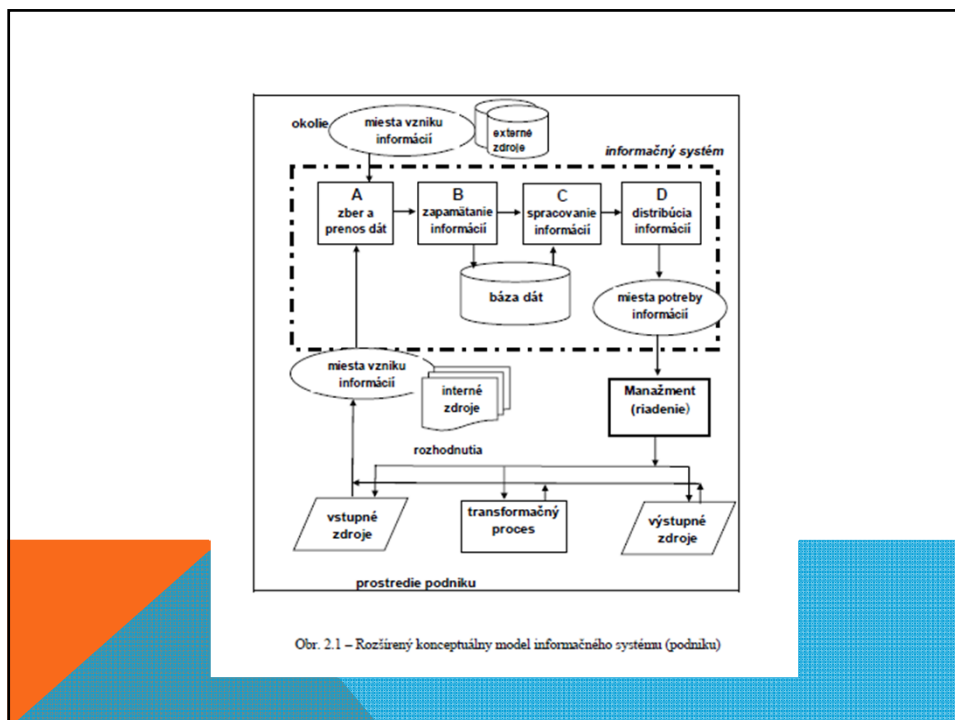 okolie
miesta vzniku
informácií
externé
zdroje
informačný systém
A
zber a
prenos dát
B
zapamätanie
informácií
C
spracovanie
informácií
D
distribúcia
informácií
báza dát
miesta potreby
informácií
miesta vzniku
informácií
interné
zdroje
Manažment
(riadenie)
rozhodnutia
vstupné
zdroje
transformačný
proces
výstupné
zdroje
prostredie podniku
Obr. 2.1 – Rozšírený konceptuálny model informačného systému (podniku)